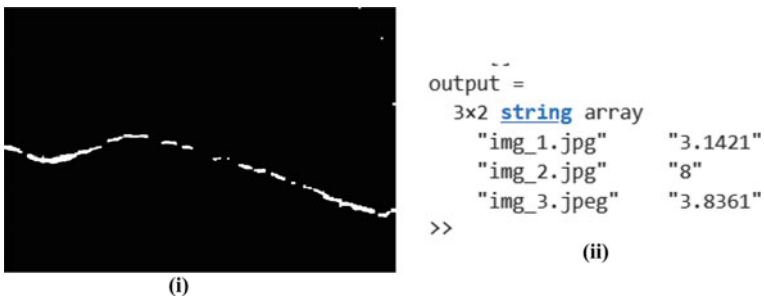 output =
3×2 string array
"img_1.jpg" "3.1421"
"img_2.jpg" "8"
"img_3.jpeg" "3.8361"
>>
(ii)
(i)